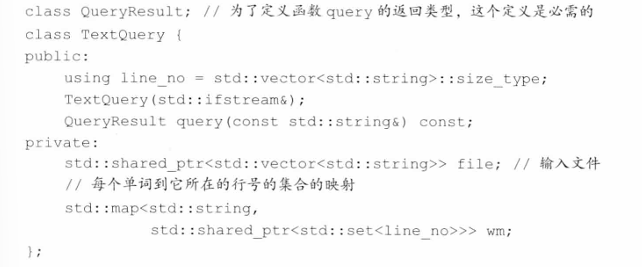 class QueryResult; // 为了定义函数 query 的返回类型，这个定义是必需的
class TextQuery {
public:
    using line_no = std::vector<std::string>::size_type;
    TextQuery(std::ifstream&);
    QueryResult query(const std::string&) const;
private:
    std::shared_ptr<std::vector<std::string>> file; // 输入文件
    // 每个单词到它所在的行号的集合的映射
    std::map<std::string,
             std::shared_ptr<std::set<line_no>>> wm;
};